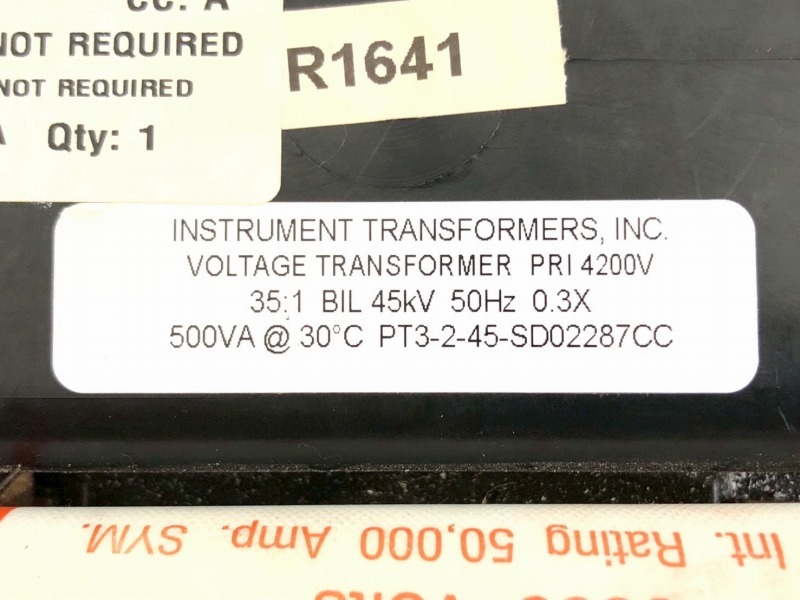 CC: A
NOT REQUIRED
NOT REQUIRED
Qty: 1
R1641
INSTRUMENT TRANSFORMERS, INC.
VOLTAGE TRANSFORMER PRI 4200V
35:1 BIL 45kV 50Hz 0.3X
500VA @ 30°C PT3-2-45-SD02287CC
Int. Rating 50,000 Amp. SYM.